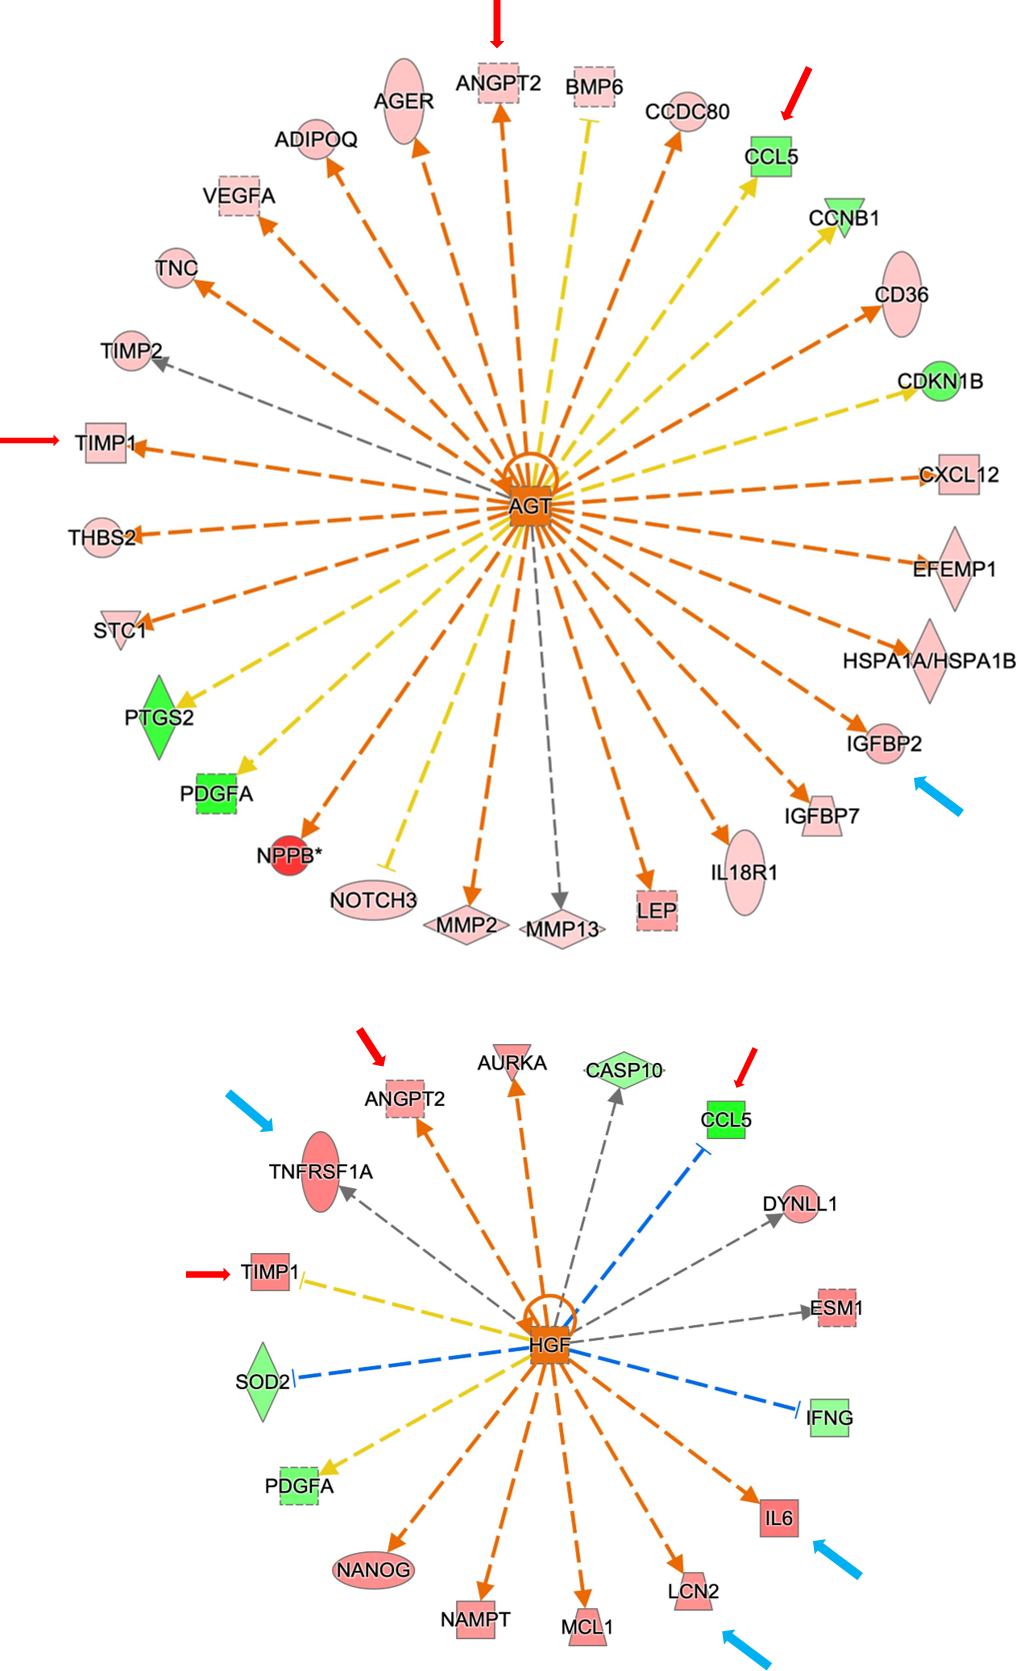 ANGPT2
BMP6
AGER
CCDC80
ADIPOQ
CCL5
VEGFA
CCNB1
TNC
CD36
TIMP2
CDKN1B
TIMP1
CXCL12
AGT
THBS2
EFEMP1
STC1
HSPA1A/HSPA1B
PTGS2
IGFBP2
PDGFA
IGFBP7
NPPB*
IL18R1
NOTCH3
LEP
MMP2
MMP13
AURKA
CASP10
ANGPT2
CCL5
TNFRSF1A
DYNLL1
TIMP1
ESM1
HGF
SOD2
IFNG
PDGFA
IL6
NANOG
LCN2
NAMPT
MCL1